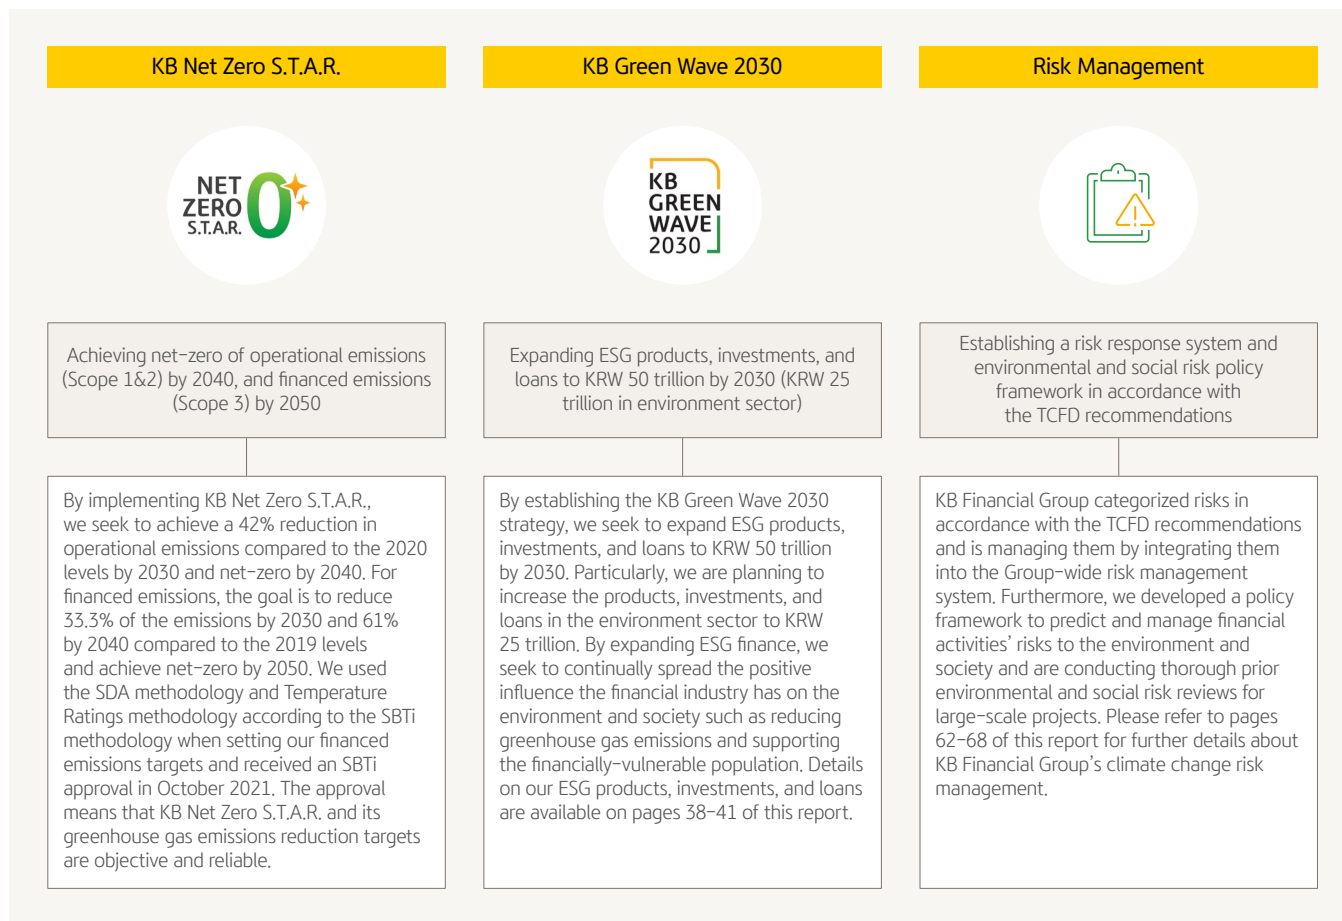 KB Net Zero S.T.A.R.
NET
ZERO
S.T.A.R.
0
Achieving net-zero of operational emissions
(Scope 1&2) by 2040, and financed emissions
(Scope 3) by 2050
By implementing KB Net Zero S.T.A.R.,
we seek to achieve a 42% reduction in
operational emissions compared to the 2020
levels by 2030 and net-zero by 2040. For
financed emissions, the goal is to reduce
33.3% of the emissions by 2030 and 61%
by 2040 compared to the 2019 levels
and achieve net-zero by 2050. We used
the SDA methodology and Temperature
Ratings methodology according to the SBTi
methodology when setting our financed
emissions targets and received an SBTi
approval in October 2021. The approval
means that KB Net Zero S.T.A.R. and its
greenhouse gas emissions reduction targets
are objective and reliable.
KB Green Wave 2030
KB
GREEN
WAVE
2030
Expanding ESG products, investments, and
loans to KRW 50 trillion by 2030 (KRW 25
trillion in environment sector)
By establishing the KB Green Wave 2030
strategy, we seek to expand ESG products,
investments, and loans to KRW 50 trillion
by 2030. Particularly, we are planning to
increase the products, investments, and
loans in the environment sector to KRW
25 trillion. By expanding ESG finance, we
seek to continually spread the positive
influence the financial industry has on the
environment and society such as reducing
greenhouse gas emissions and supporting
the financially-vulnerable population. Details
on our ESG products, investments, and loans
are available on pages 38-41 of this report.
Risk Management
Establishing a risk response system and
environmental and social risk policy
framework in accordance with
the TCFD recommendations
KB Financial Group categorized risks in
accordance with the TCFD recommendations
and is managing them by integrating them
into the Group-wide risk management
system. Furthermore, we developed a policy
framework to predict and manage financial
activities' risks to the environment and
society and are conducting thorough prior
environmental and social risk reviews for
large-scale projects. Please refer to pages
62-68 of this report for further details about
KB Financial Group's climate change risk
management.